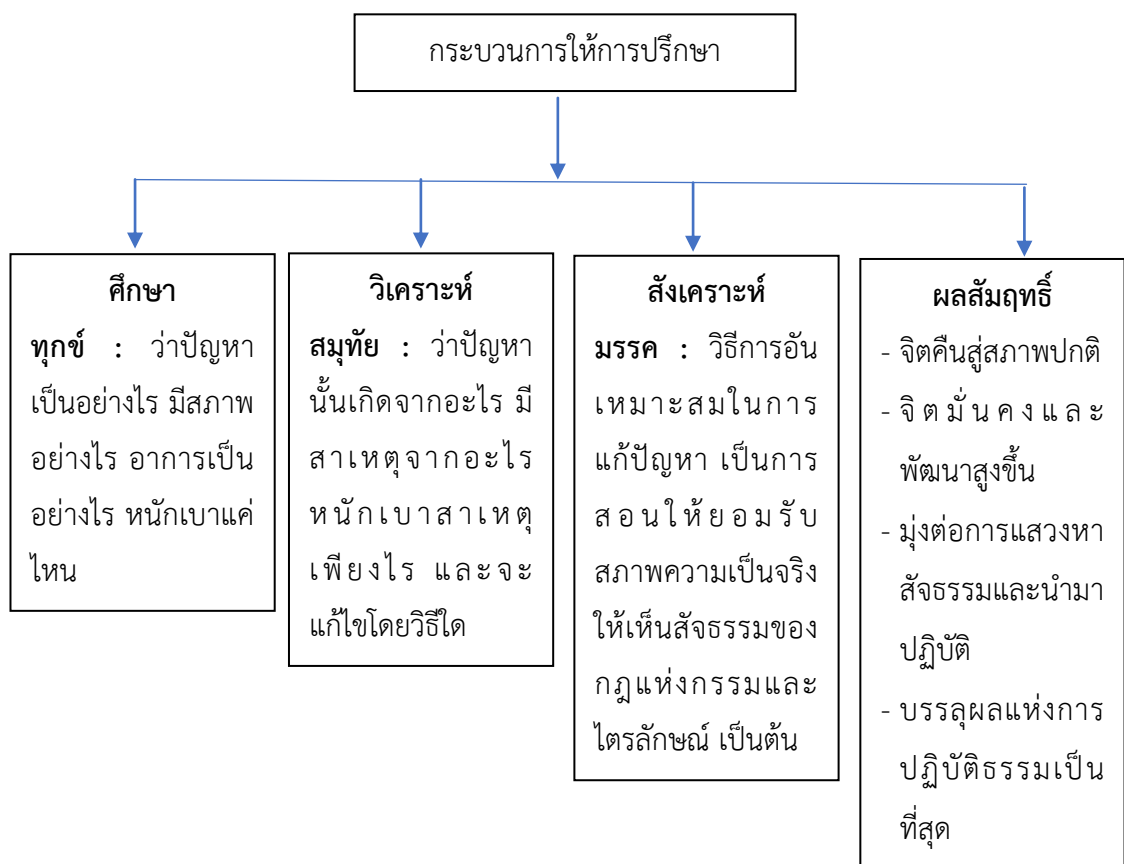 กระบวนการให้การปรึกษา
ศึกษา
ทุกข์ : ว่าปัญหา
เป็นอย่างไร มีสภาพ
อย่างไร อาการเป็น
อย่างไร หนักเบาแค่
ไหน
วิเคราะห์
สมุทัย : ว่าปัญหา
นั้นเกิดจากอะไร มี
สาเหตุจากอะไร
หนักเบาสาเหตุ
เพียงไร และจะ
แก้ไขโดยวิธีใด
สังเคราะห์
มรรค : วิธีการอัน
เหมาะสมในการ
แก้ปัญหา เป็นการ
สอนให้ยอมรับ
สภาพความเป็นจริง
ให้เห็นสัจธรรมของ
กฎแห่งกรรมและ
ไตรลักษณ์ เป็นต้น
ผลสัมฤทธิ์
- จิตคืนสู่สภาพปกติ
- จิตมั่นคงและ
พัฒนาสูงขึ้น
- มุ่งต่อการแสวงหา
สัจธรรมและนำมา
ปฏิบัติ
- บรรลุผลแห่งการ
ปฏิบัติธรรมเป็น
ที่สุด